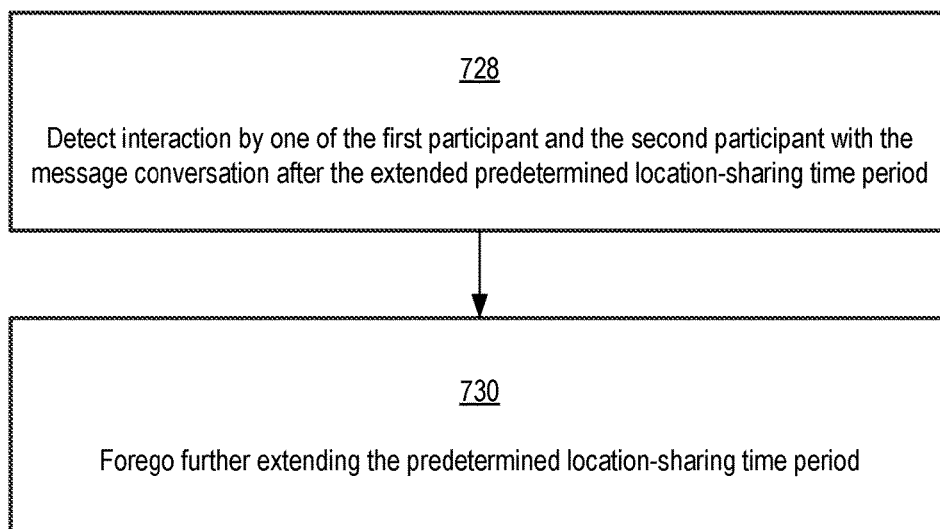 728
Detect interaction by one of the first participant and the second participant with the
message conversation after the extended predetermined location-sharing time period
730
Forego further extending the predetermined location-sharing time period